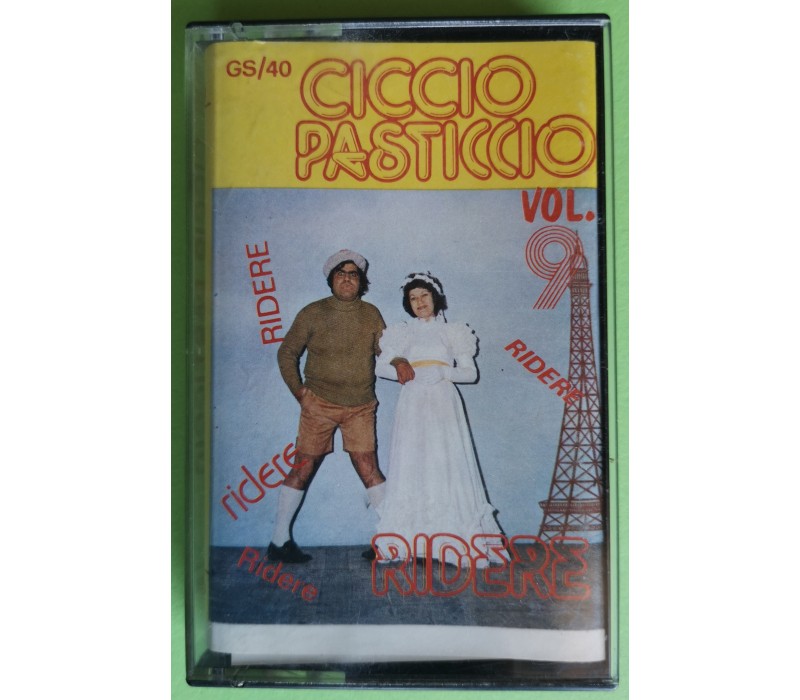 GS/40
CICCIO
PASTICCIO
VOL.
9
RIDERE
RIDERE
ridere
Ridere
RIDERE